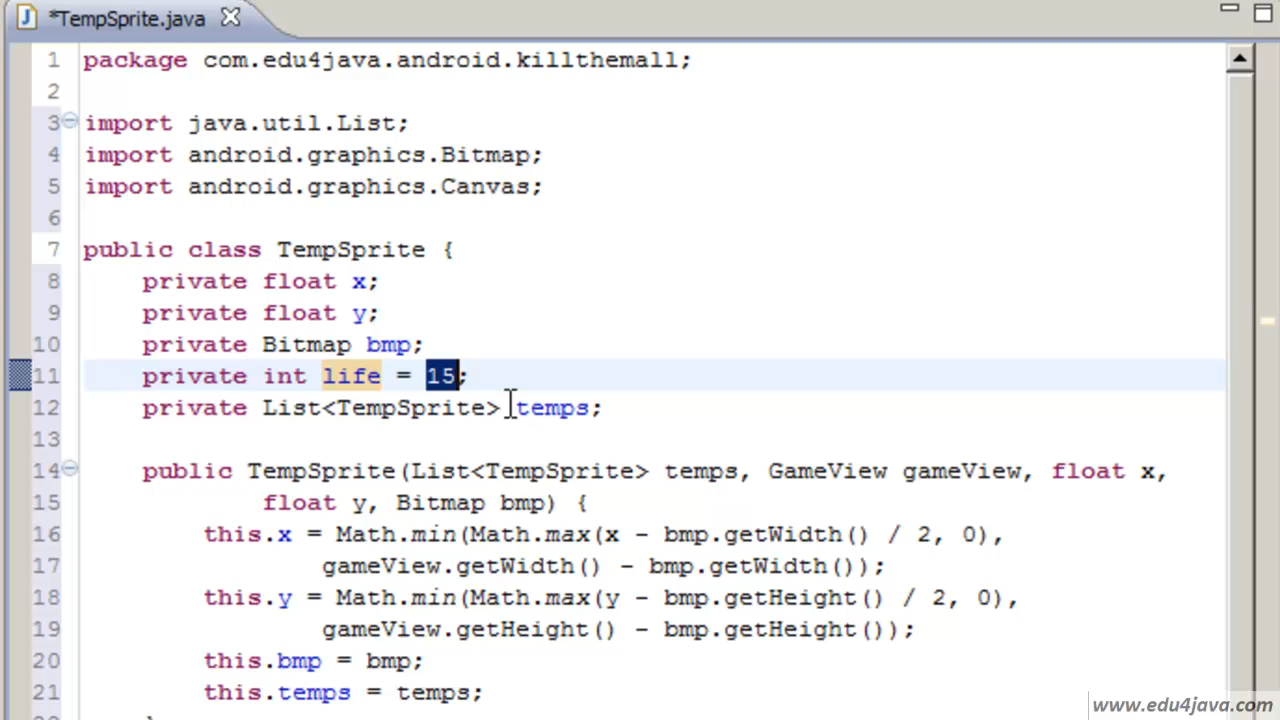 *TempSprite.java
1 package com.edu4java.android.killthemall;
2
3 import java.util.List;
4 import android.graphics.Bitmap;
5 import android.graphics.Canvas;
6
7 public class TempSprite {
8 private float x;
9 private float y;
10 private Bitmap bmp;
11 private int life = 15;
12 private List<TempSprite> temps;
13
14 public TempSprite(List<TempSprite> temps, GameView gameView, float x,
15 float y, Bitmap bmp) {
16 this.x = Math.min(Math.max(x - bmp.getWidth() / 2, 0),
17 gameView.getWidth() - bmp.getWidth());
18 this.y = Math.min(Math.max(y - bmp.getHeight() / 2, 0),
19 gameView.getHeight() - bmp.getHeight());
20 this.bmp = bmp;
21 this.temps = temps;
www.edu4java.com